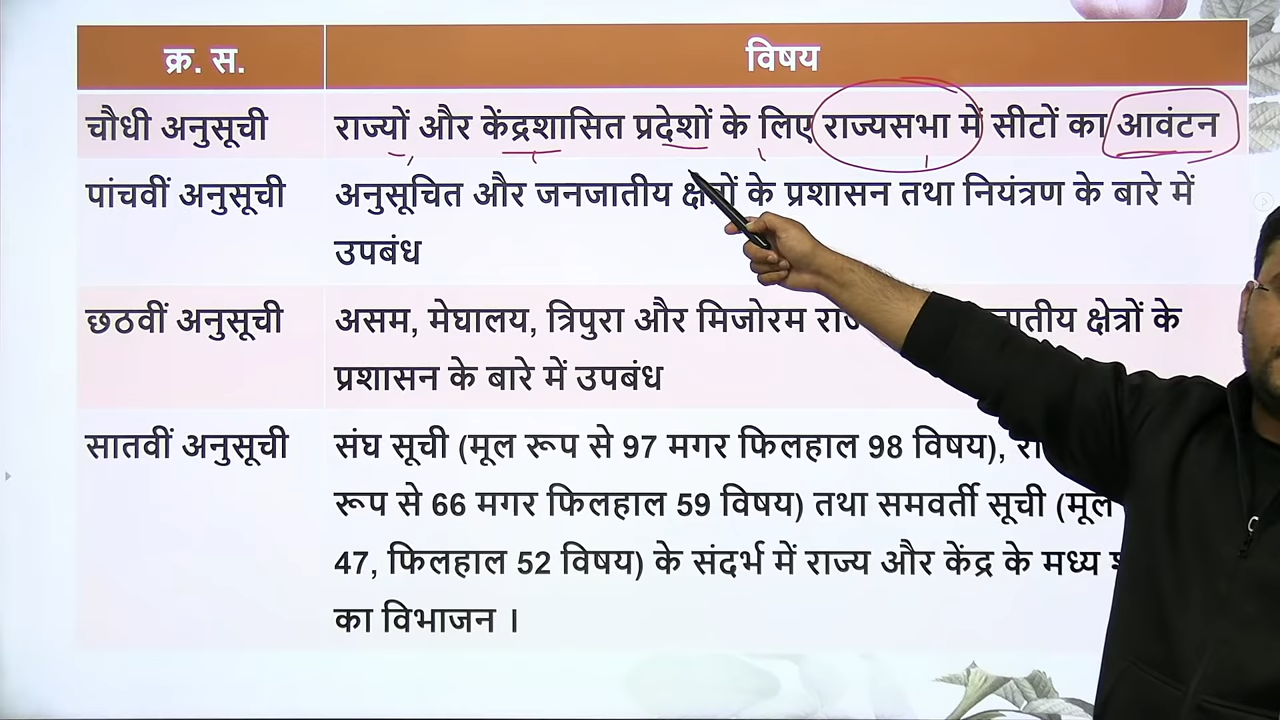 क्र. स.
विषय
चौधी अनुसूची
राज्यों और केंद्रशासित प्रदेशों के लिए राज्यसभा में सीटों का आवंटन
पांचवीं अनुसूची
अनुसूचित और जनजातीय क्षेत्रों के प्रशासन तथा नियंत्रण के बारे में
उपबंध
छठवीं अनुसूची
असम, मेघालय, त्रिपुरा और मिजोरम क्षेत्रों के
प्रशासन के बारे में उपबंध
सातवीं अनुसूची
संघ सूची (मूल रूप से 97 मगर फिलहाल 98 विषय),
रूप से 66 मगर फिलहाल 59 विषय) तथा समवर्ती सूची (मूल
47, फिलहाल 52 विषय) के संदर्भ में राज्य और केंद्र के मध्य
का विभाजन ।